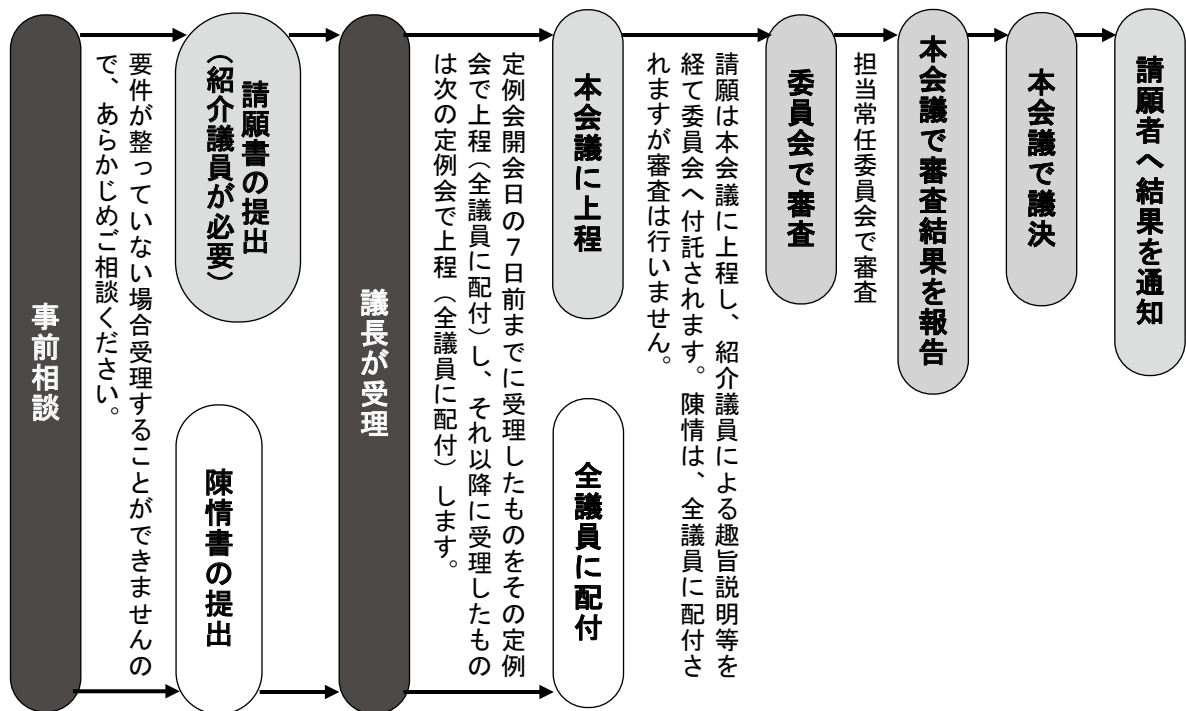 事前相談
要件が整っていない場合受理することができませんの
で、あらかじめご相談ください。
請願書の提出
（紹介議員が必要）
陳情書の提出
議長が受理
定例会開会日の７日前までに受理したものをその定例
会で上程（全議員に配付）し、それ以降に受理したもの
は次の定例会で上程（全議員に配付）します。
本会議に上程
全議員に配付
請願は本会議に上程し、紹介議員による趣旨説明等を
経て委員会へ付託されます。陳情は、全議員に配付さ
れますが審査は行いません。
委員会で審査
担当常任委員会で審査
本会議で審査結果を報告
本会議で議決
請願者へ結果を通知